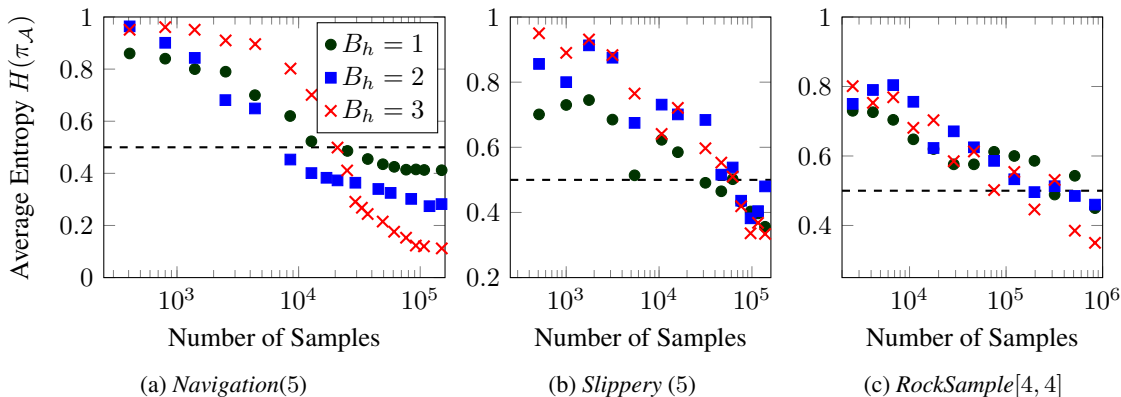 Average Entropy H(π_A)
1
0.8
0.6
0.4
0.2
0
10^3 10^4 10^5
Number of Samples
B_h = 1
B_h = 2
B_h = 3
(a) Navigation(5)
1
0.8
0.6
0.4
0.2
10^3 10^4 10^5
Number of Samples
(b) Slippery (5)
1
0.8
0.6
0.4
10^4 10^5 10^6
Number of Samples
(c) RockSample[4, 4]